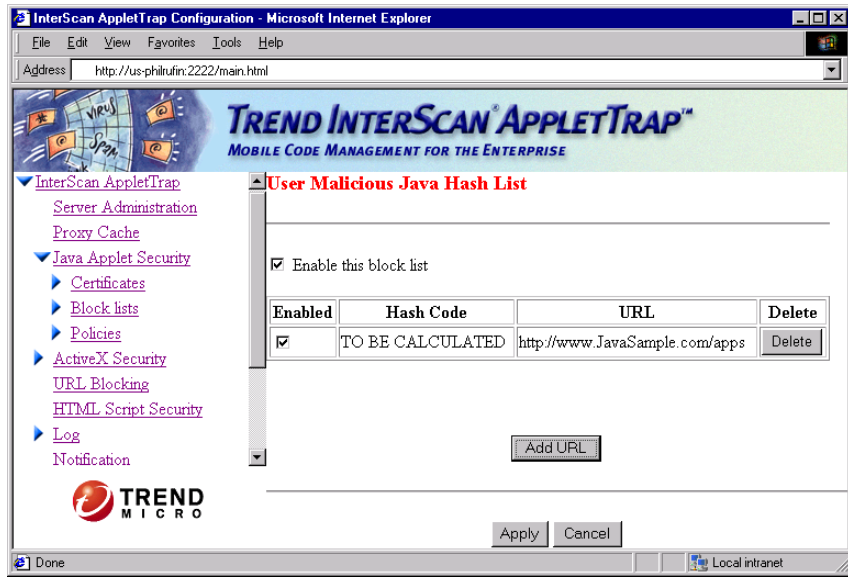 InterScan AppletTrap Configuration - Microsoft Internet Explorer
File Edit View Favorites Tools Help
Address http://us-philrufin:2222/main.html
VIRUS
Spam
TREND INTERSCAN® APPLETTRAP™
MOBILE CODE MANAGEMENT FOR THE ENTERPRISE
InterScan AppletTrap
Server Administration
Proxy Cache
Java Applet Security
Certificates
Block lists
Policies
ActiveX Security
URL Blocking
HTML Script Security
Log
Notification
TREND
MICRO
User Malicious Java Hash List
Enable this block list
Enabled Hash Code URL Delete
TO BE CALCULATED http://www.JavaSample.com/apps Delete
Add URL
Apply Cancel
Done Local intranet